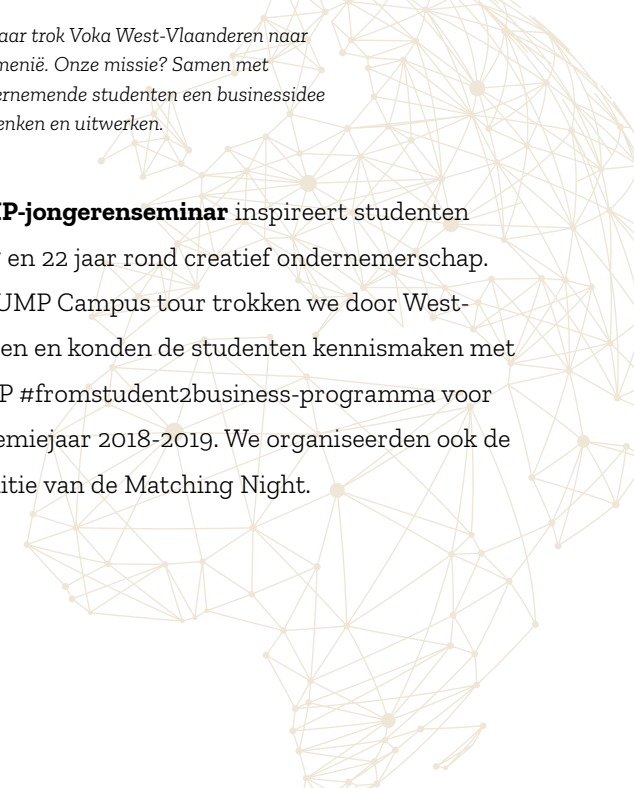 aar trok Voka West-Vlaanderen naar
menië. Onze missie? Samen met
ernemende studenten een businessidee
enken en uitwerken.
MP-jongerenseminar inspireert studenten
en 22 jaar rond creatief ondernemerschap.
UMP Campus tour trokken we door West-
en en konden de studenten kennismaken met
P #fromstudent2business-programma voor
emiejaar 2018-2019. We organiseerden ook de
itie van de Matching Night.